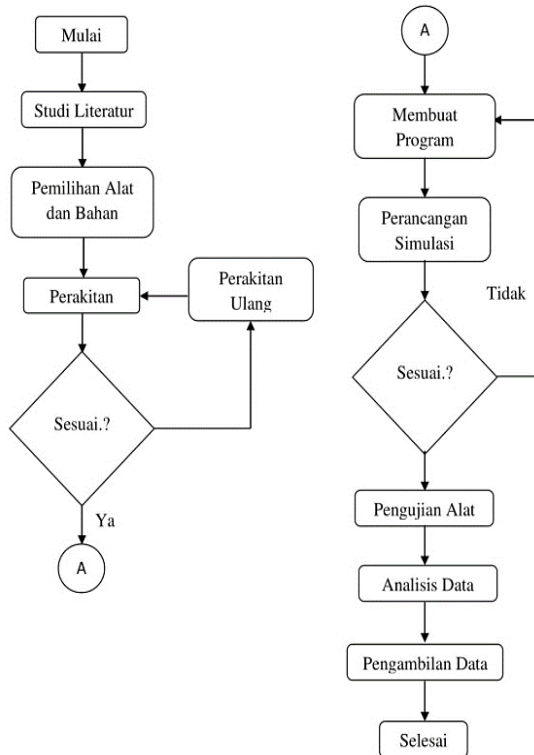 Mulai
Studi Literatur
Pemilihan Alat
dan Bahan
Perakitan
Perakitan
Ulang
Sesuai.?
Ya
A
A
Membuat
Program
Perancangan
Simulasi
Tidak
Sesuai.?
Pengujian Alat
Analisis Data
Pengambilan Data
Selesai